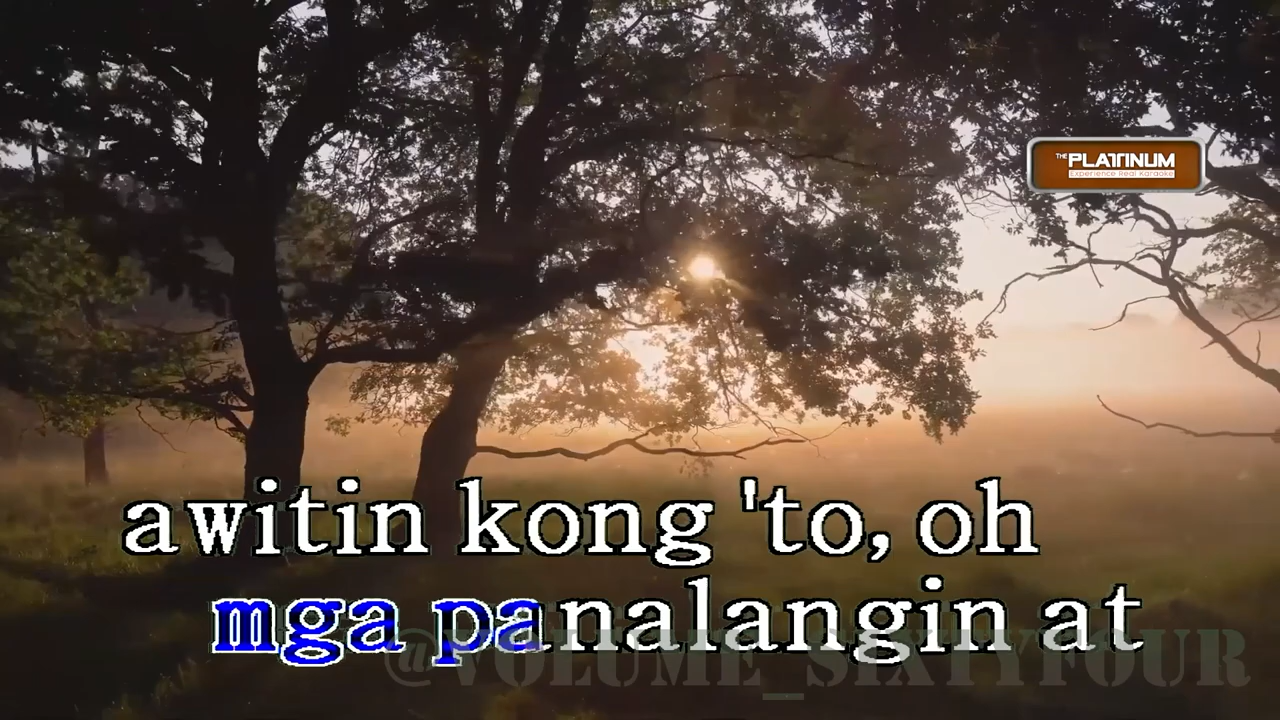 THE PLATINUM
Experience Real Karaoke
awitin kong 'to, oh
mga panalangin at
@VOLUME_SIXTYFOUR